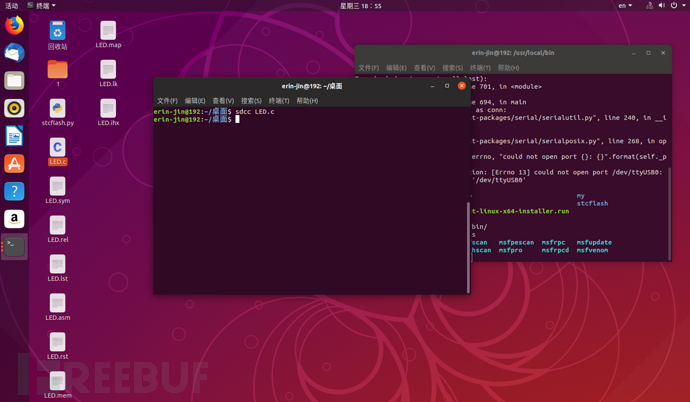 活动
终端
星期三 18：55
en
回收站
LED.map
1
LED.lk
stcflash.py
LED.ihx
LED.c
LED.sym
LED.rel
LED.lst
LED.asm
LED.rst
LED.mem
erin-jin@192: ~/桌面
文件(F) 编辑(E) 查看(V) 搜索(S) 终端(T) 帮助(H)
erin-jin@192:~/桌面$ sdcc LED.c
erin-jin@192:~/桌面$
erin-jin@192: /usr/local/bin
文件(F) 编辑(E) 查看(V) 搜索(S) 终端(T) 帮助(H)
ne 701, in <module>
ne 694, in main
as conn:
t-packages/serial/serialutil.py", line 240, in __i
t-packages/serial/serialposix.py", line 268, in op
errno, "could not open port {}: {}".format(self._p
ion: [Errno 13] could not open port /dev/ttyUSB0:
'/dev/ttyUSB0'
my
stcflash
t-linux-x64-installer.run
bin/
s
fscan msfpescan msfrpc msfupdate
hscan msfpro msfrpcd msfvenom
REEBUF